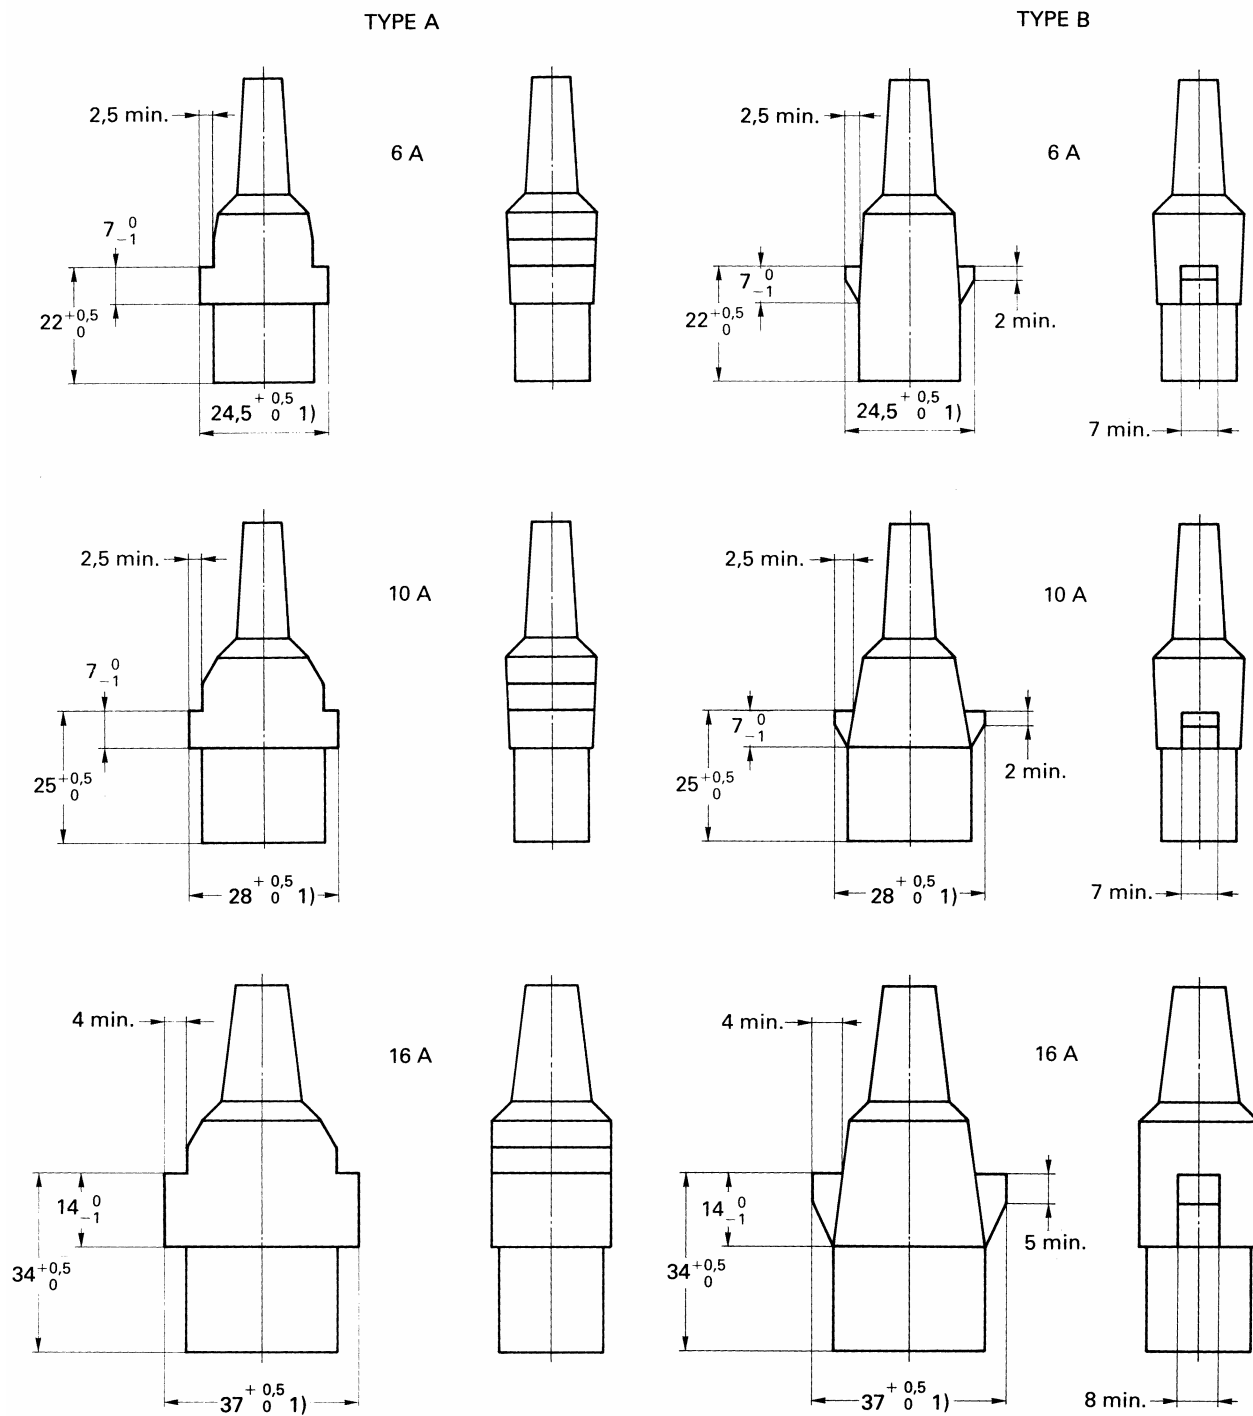 TYPE A
TYPE B
2,5 min.
6 A
7 0 −1
22 +0,5 0
24,5 + 0,5 0 1)
2,5 min.
6 A
7 0 −1
22 +0,5 0
2 min.
24,5 + 0,5 0 1)
7 min.
2,5 min.
10 A
7 0 −1
25 +0,5 0
28 + 0,5 0 1)
2,5 min.
10 A
7 0 −1
25 +0,5 0
2 min.
28 + 0,5 0 1)
7 min.
4 min.
16 A
14 0 −1
34 +0,5 0
37 + 0,5 0 1)
4 min.
16 A
14 0 −1
34 +0,5 0
5 min.
37 + 0,5 0 1)
8 min.